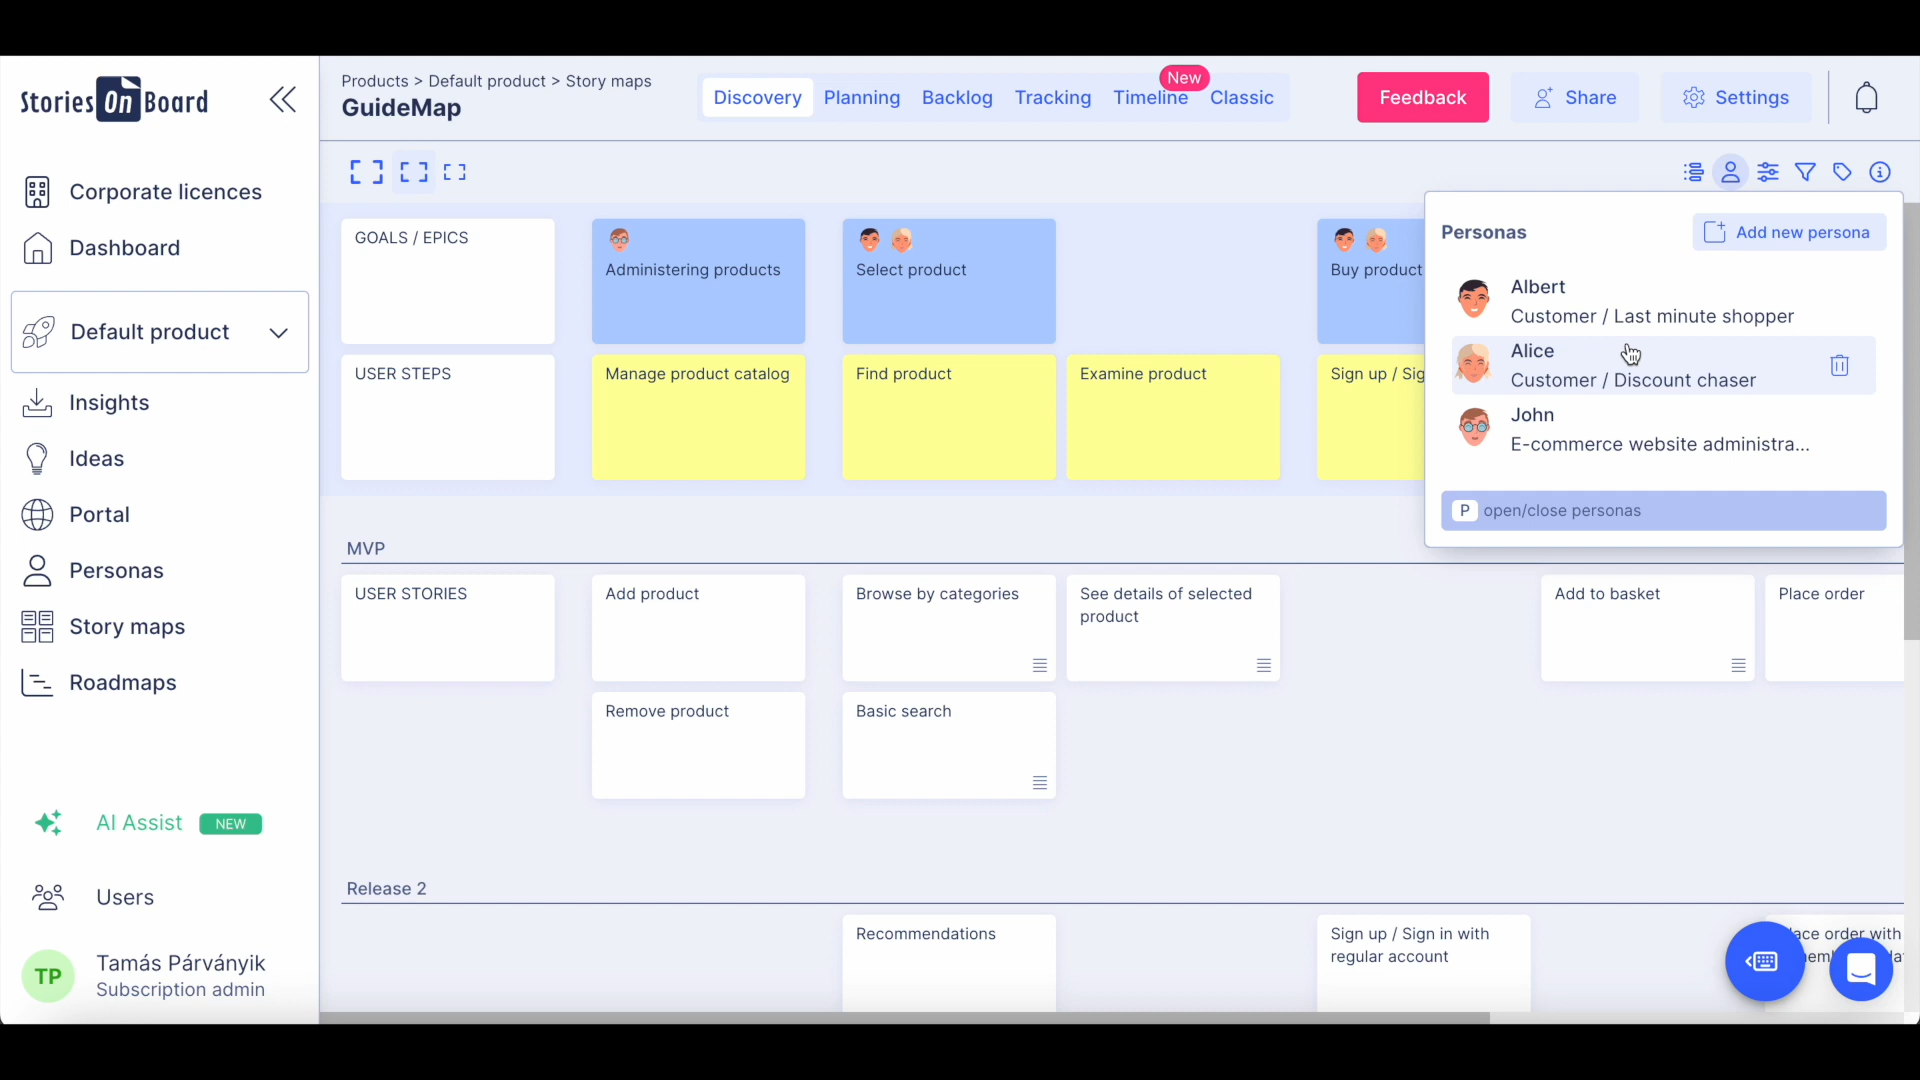 Stories On Board
Products > Default product > Story maps
GuideMap
Discovery
Planning
Backlog
Tracking
Timeline
New
Classic
Feedback
Share
Settings
Corporate licences
Dashboard
Default product
Insights
Ideas
Portal
Personas
Story maps
Roadmaps
AI Assist
NEW
Users
TP
Tamás Párványik
Subscription admin
GOALS / EPICS
Administering products
Select product
Buy product
USER STEPS
Manage product catalog
Find product
Examine product
Sign up / Sig
Personas
Add new persona
Albert
Customer / Last minute shopper
Alice
Customer / Discount chaser
John
E-commerce website administra...
P open/close personas
MVP
USER STORIES
Add product
Browse by categories
See details of selected
product
Add to basket
Place order
Remove product
Basic search
Release 2
Recommendations
Sign up / Sign in with
regular account
order with